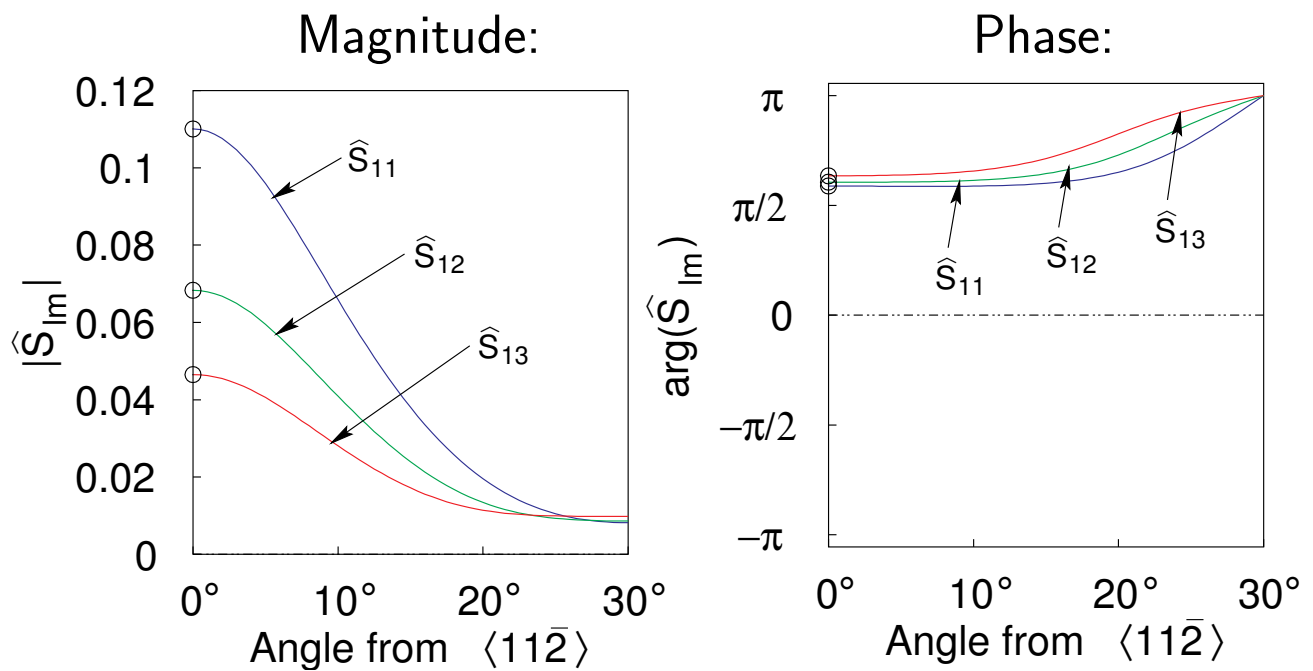 Magnitude:
0.12
0.1
0.08
0.06
0.04
0.02
0
|Ŝlm|
Ŝ11
Ŝ12
Ŝ13
0° 10° 20° 30°
Angle from ⟨112̄⟩
Phase:
π
π/2
0
−π/2
−π
arg(Ŝlm)
Ŝ11
Ŝ12
Ŝ13
0° 10° 20° 30°
Angle from ⟨112̄⟩